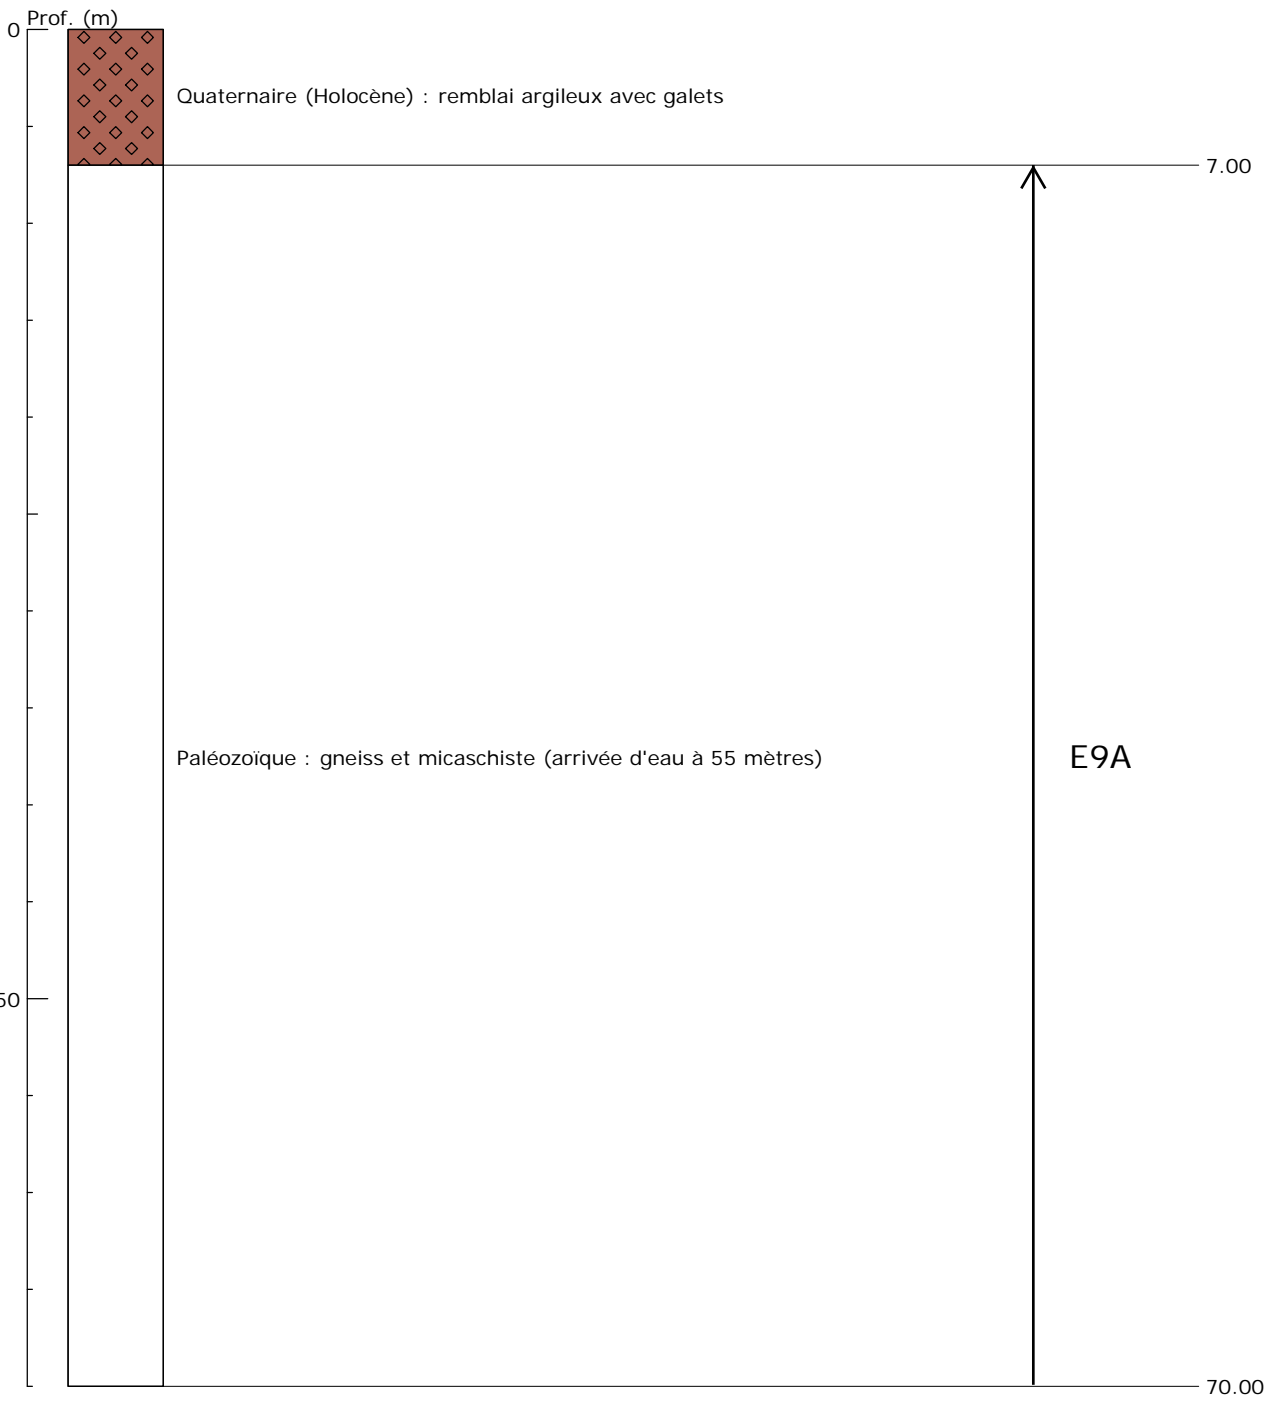 Prof. (m)
0
Quaternaire (Holocène) : remblai argileux avec galets
7.00
Paléozoïque : gneiss et micaschiste (arrivée d'eau à 55 mètres)
E9A
50
70.00